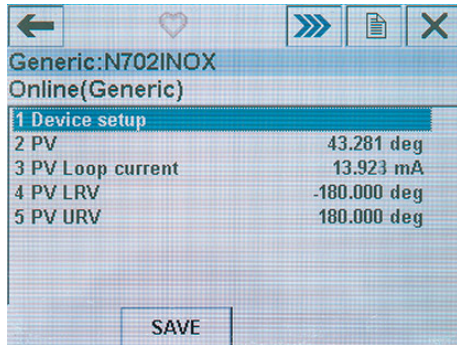 Generic:N702INOX
Online(Generic)
1 Device setup
2 PV 43.281 deg
3 PV Loop current 13.923 mA
4 PV LRV -180.000 deg
5 PV URV 180.000 deg
SAVE